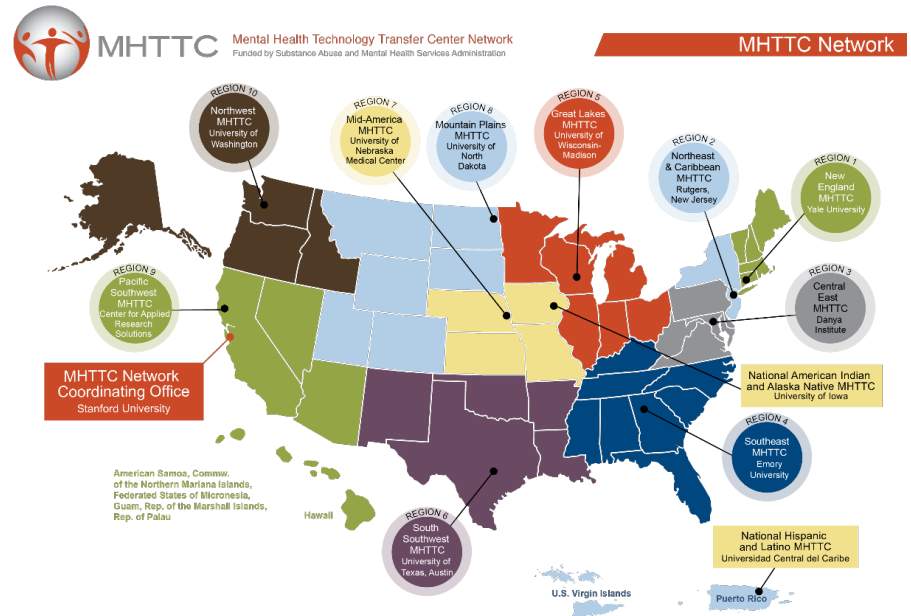 MHTTC
Mental Health Technology Transfer Center Network
Funded by Substance Abuse and Mental Health Services Administration
MHTTC Network
REGION 10
Northwest
MHTTC
University of
Washington
REGION 7
Mid-America
MHTTC
University of
Nebraska
Medical Center
REGION 8
Mountain Plains
MHTTC
University of
North
Dakota
REGION 5
Great Lakes
MHTTC
University of
Wisconsin-
Madison
REGION 2
Northeast
& Caribbean
MHTTC
Rutgers,
New Jersey
REGION 1
New
England
MHTTC
Yale University
REGION 9
Pacific
Southwest
MHTTC
Center for Applied
Research
Solutions
REGION 3
Central
East
MHTTC
Danya
Institute
MHTTC Network
Coordinating Office
Stanford University
National American Indian
and Alaska Native MHTTC
University of Iowa
REGION 4
Southeast
MHTTC
Emory
University
American Samoa, Commw.
of the Northern Mariana Islands,
Federated States of Micronesia,
Guam, Rep. of the Marshall Islands,
Rep. of Palau
Hawaii
REGION 6
South
Southwest
MHTTC
University of
Texas, Austin
National Hispanic
and Latino MHTTC
Universidad Central del Caribe
U.S. Virgin Islands
Puerto Rico